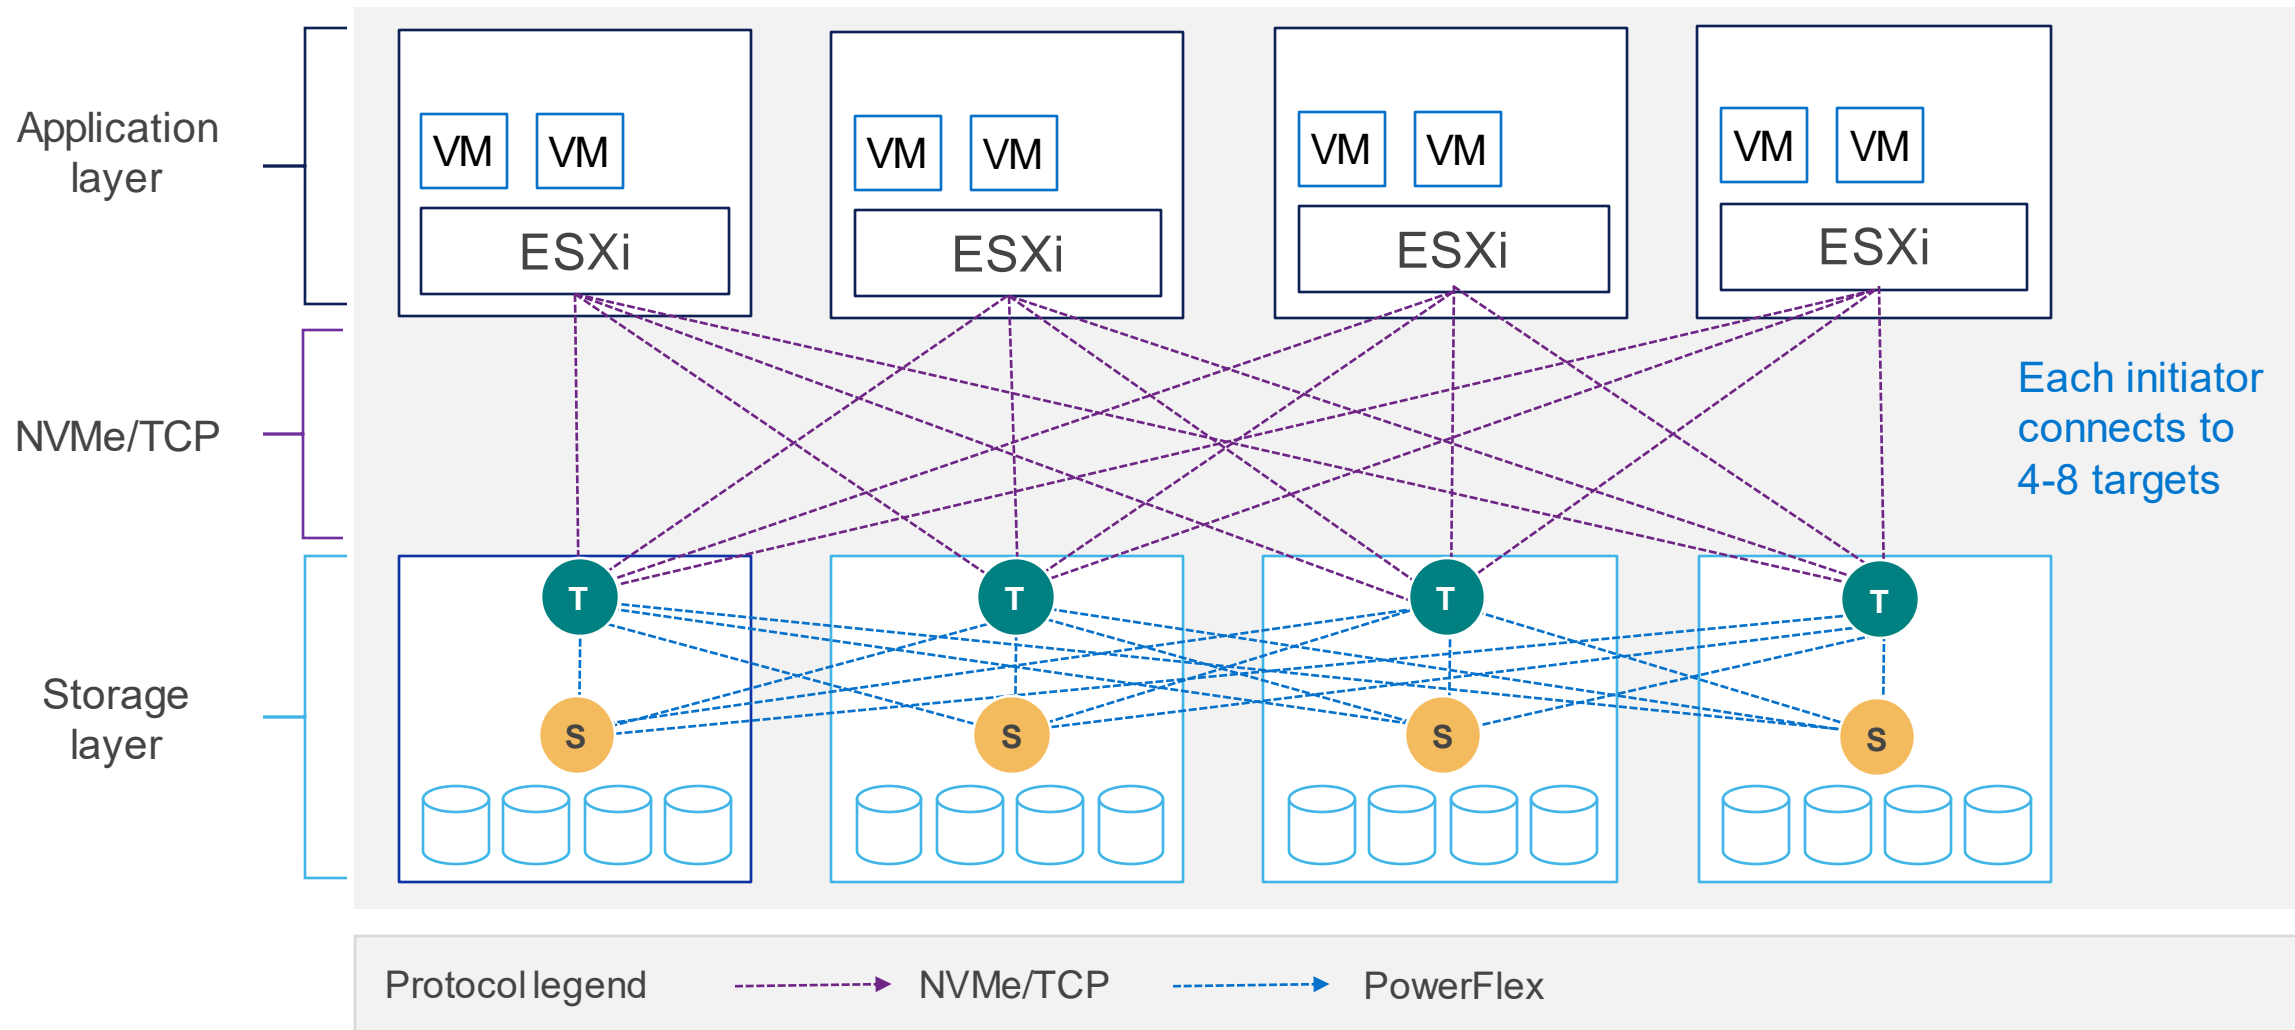 Application
layer
VM VM
ESXi
VM VM
ESXi
VM VM
ESXi
VM VM
ESXi
NVMe/TCP
Each initiator
connects to
4-8 targets
Storage
layer
T
T
T
T
S
S
S
S
Protocol legend NVMe/TCP PowerFlex